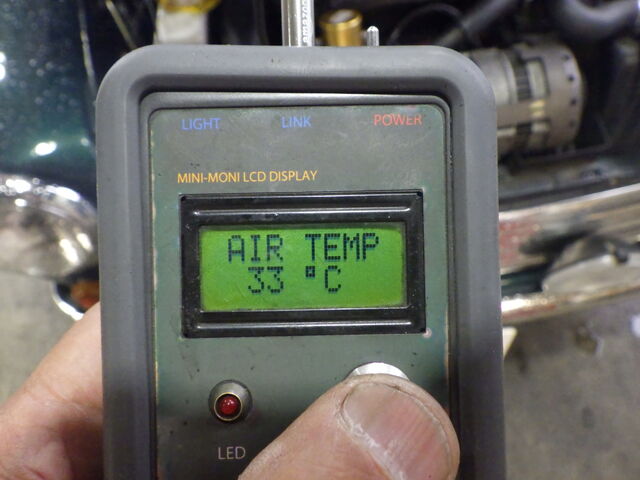 LIGHT LINK POWER
MINI-MONI LCD DISPLAY
AIR TEMP
33 °C
LED